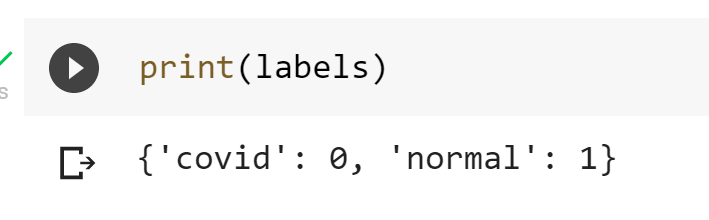 print(labels)
s
{'covid': 0, 'normal': 1}